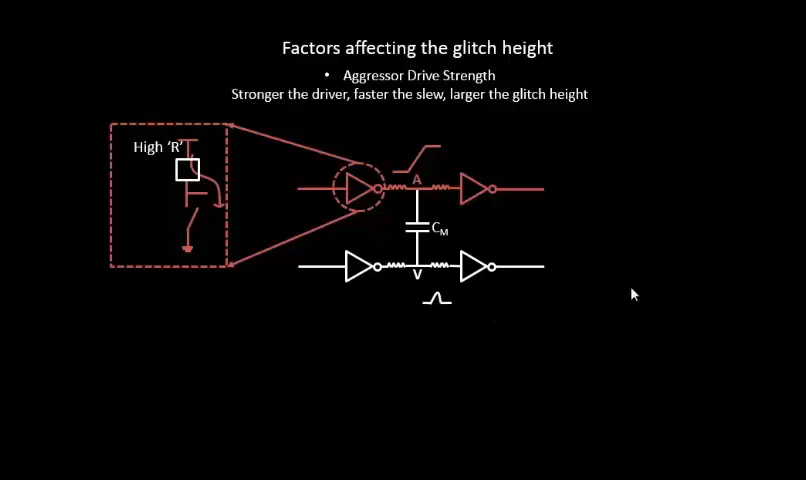 Factors affecting the glitch height
• Aggressor Drive Strength
Stronger the driver, faster the slew, larger the glitch height
High ‘R’
A
CM
V